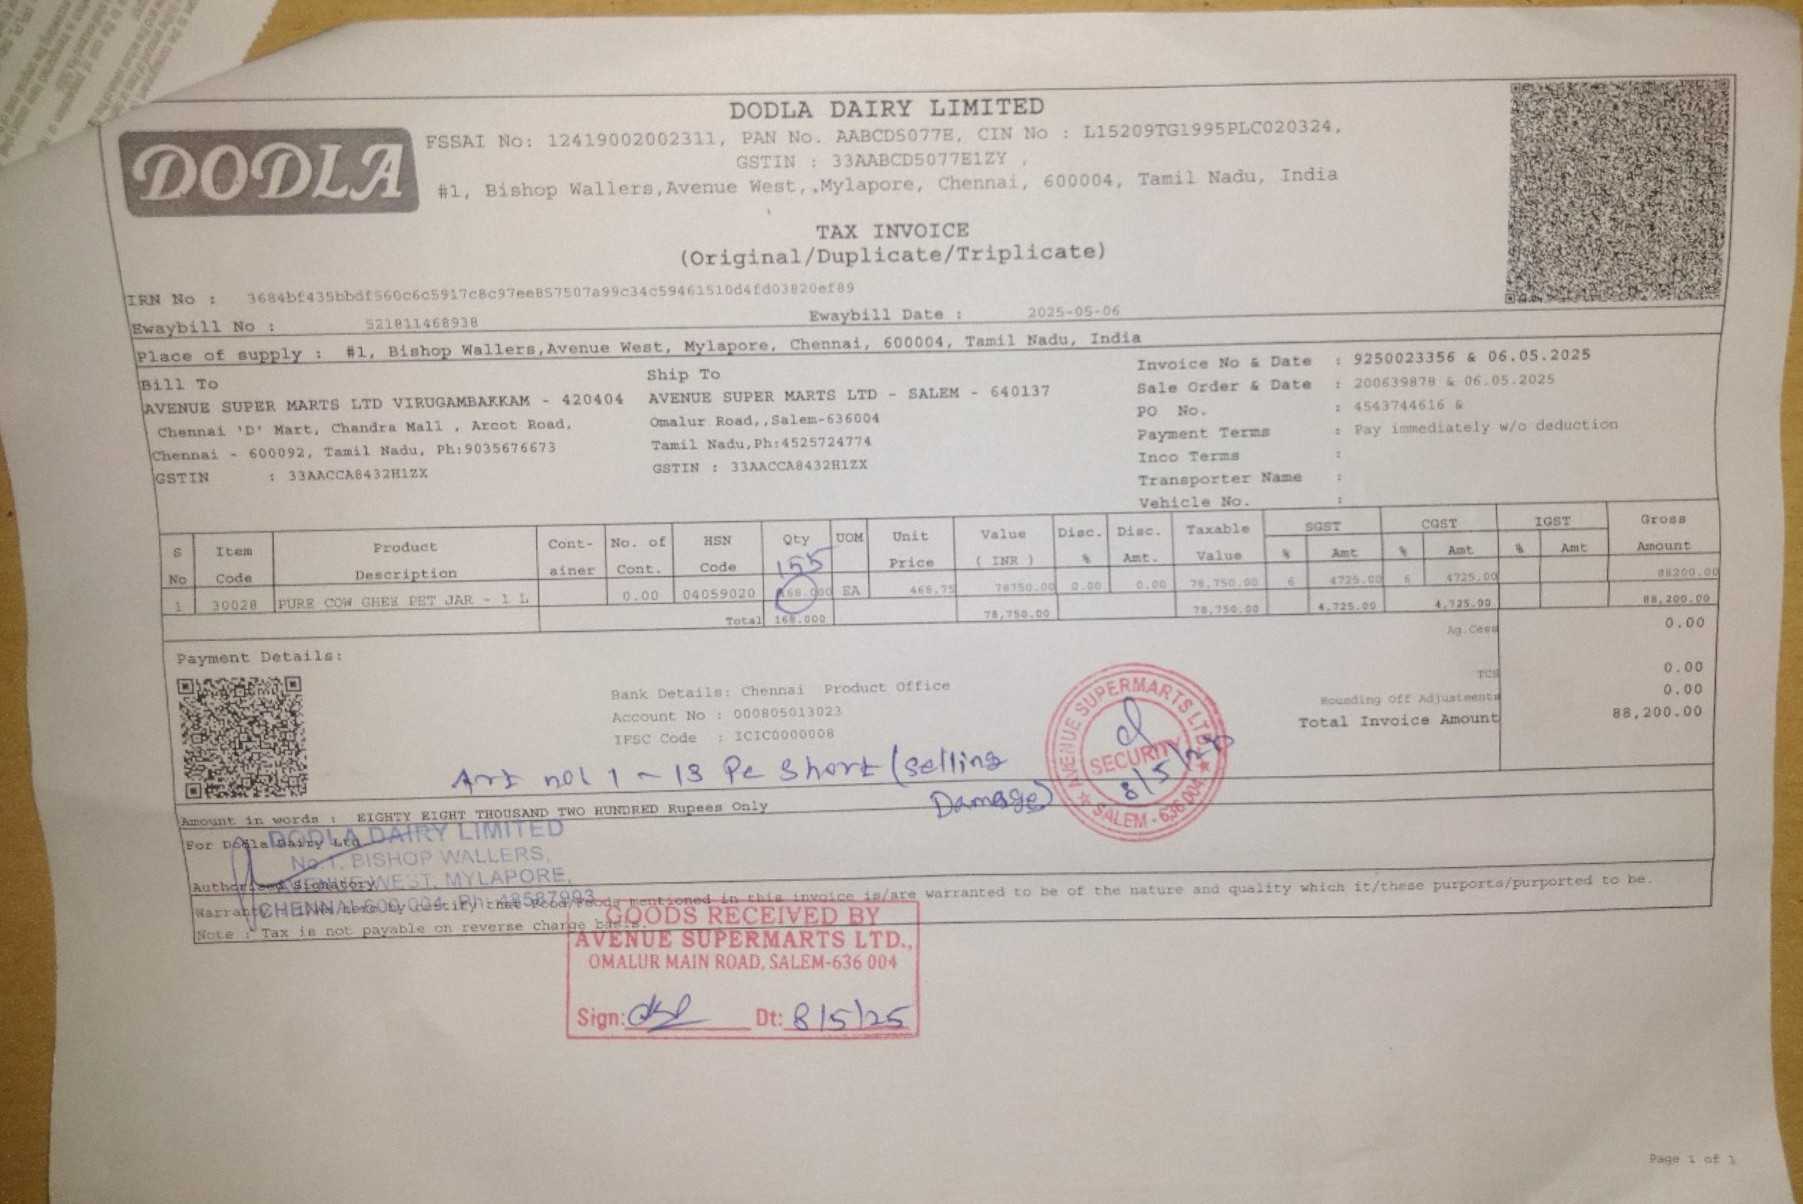 DODLA DAIRY LIMITED
DODLA
FSSAI No: 12419002002311, PAN No. AABCD5077E, CIN No : L15209TG1995PLC020324,
GSTIN : 33AABCD5077E1ZY ,
#1, Bishop Wallers,Avenue West,,Mylapore, Chennai, 600004, Tamil Nadu, India
TAX INVOICE
(Original/Duplicate/Triplicate)
IRN No : 3684bf435bbdf560c6c5917c8c97ee857507a99c34c59461510d4fd03820ef89
Ewaybill No : 521811468938 Ewaybill Date : 2025-05-06
Place of supply : #1, Bishop Wallers,Avenue West, Mylapore, Chennai, 600004, Tamil Nadu, India
Bill To
AVENUE SUPER MARTS LTD VIRUGAMBAKKAM - 420404
Chennai 'D' Mart, Chandra Mall , Arcot Road,
Chennai - 600092, Tamil Nadu, Ph:9035676673
GSTIN : 33AACCA8432H1ZX
Ship To
AVENUE SUPER MARTS LTD - SALEM - 640137
Omalur Road,,Salem-636004
Tamil Nadu,Ph:4525724774
GSTIN : 33AACCA8432H1ZX
Invoice No & Date : 9250023356 & 06.05.2025
Sale Order & Date : 200639878 & 06.05.2025
PO No. : 4543744616 &
Payment Terms : Pay immediately w/o deduction
Inco Terms :
Transporter Name :
Vehicle No. :
S No Item Code Product Description Cont-ainer No. of Cont. HSN Code Qty UOM Unit Price Value ( INR ) Disc. % Disc. Amt. Taxable Value SGST % Amt CGST % Amt IGST % Amt Gross Amount
155
1 30028 PURE COW GHEE PET JAR - 1 L 0.00 04059020 168.000 EA 468.75 78750.00 0.00 0.00 78,750.00 6 4725.00 6 4725.00 88200.00
Total 168.000 78,750.00 78,750.00 4,725.00 4,725.00 88,200.00
Ag.Cess 0.00
Payment Details:
TCS 0.00
Rounding Off Adjustments 0.00
Total Invoice Amount 88,200.00
Bank Details: Chennai Product Office
Account No : 000805013023
IFSC Code : ICIC0000008
Art no1 1 - 13 Pc Short (selling
Damage)
AVENUE SUPERMARTS LTD.
SECURITY
8/5/25
SALEM - 636 004
Amount in words : EIGHTY EIGHT THOUSAND TWO HUNDRED Rupees Only
For Dodla Dairy Ltd
DODLA DAIRY LIMITED
No.1, BISHOP WALLERS,
AVENUE WEST, MYLAPORE,
CHENNAI-600 004.
Authorised Signatory
mentioned in this invoice is/are warranted to be of the nature and quality which it/these purports/purported to be.
Note : Tax is not payable on reverse charge basis.
GOODS RECEIVED BY
AVENUE SUPERMARTS LTD.,
OMALUR MAIN ROAD, SALEM-636 004
Sign: Dt: 8/5/25
Page 1 of 1